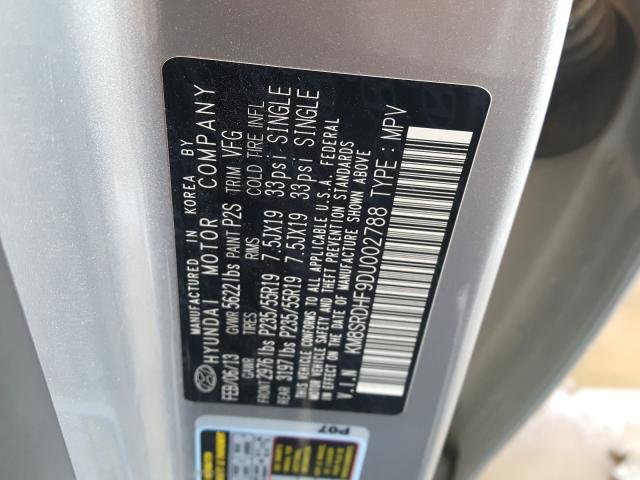 MANUFACTURED IN KOREA BY
HYUNDAI MOTOR COMPANY
FEB/06/13 GVWR 5622 lbs PAINT P2S TRIM VFG
GAWR TIRES RIMS COLD TIRE INFL.
FRONT 2976 lbs P235/55R19 7.5JX19 33psi SINGLE
REAR 3197 lbs P235/55R19 7.5JX19 33psi SINGLE
THIS VEHICLE CONFORMS TO ALL APPLICABLE U.S.A. FEDERAL
MOTOR VEHICLE SAFETY AND THEFT PREVENTION STANDARDS
IN EFFECT ON THE DATE OF MANUFACTURE SHOWN ABOVE
V.I.N KM8SRDHF9DU002788 TYPE : MPV
P07